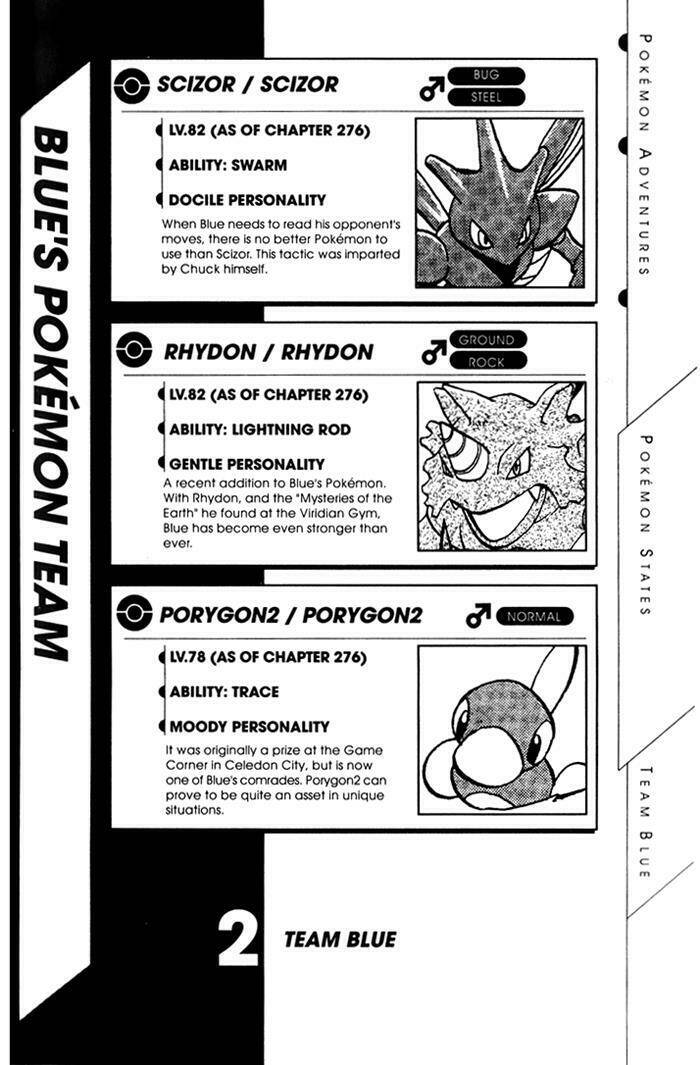 BLUE'S POKÉMON TEAM
SCIZOR / SCIZOR
BUG
STEEL
LV.82 (AS OF CHAPTER 276)
ABILITY: SWARM
DOCILE PERSONALITY
When Blue needs to read his opponent's
moves, there is no better Pokémon to
use than Scizor. This tactic was imparted
by Chuck himself.
RHYDON / RHYDON
GROUND
ROCK
LV.82 (AS OF CHAPTER 276)
ABILITY: LIGHTNING ROD
GENTLE PERSONALITY
A recent addition to Blue's Pokémon.
With Rhydon, and the "Mysteries of the
Earth" he found at the Viridian Gym,
Blue has become even stronger than
ever.
PORYGON2 / PORYGON2
NORMAL
LV.78 (AS OF CHAPTER 276)
ABILITY: TRACE
MOODY PERSONALITY
It was originally a prize at the Game
Corner in Celedon City, but is now
one of Blue's comrades. Porygon2 can
prove to be quite an asset in unique
situations.
2 TEAM BLUE
POKÉMON ADVENTURES
POKÉMON STATES
TEAM BLUE